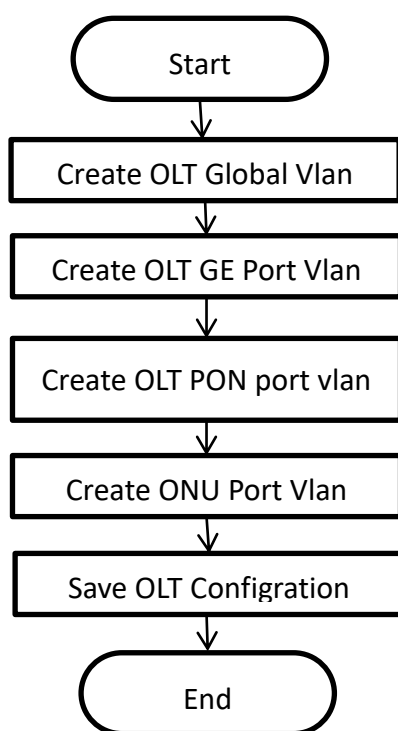 Start
Create OLT Global Vlan
Create OLT GE Port Vlan
Create OLT PON port vlan
Create ONU Port Vlan
Save OLT Configration
End